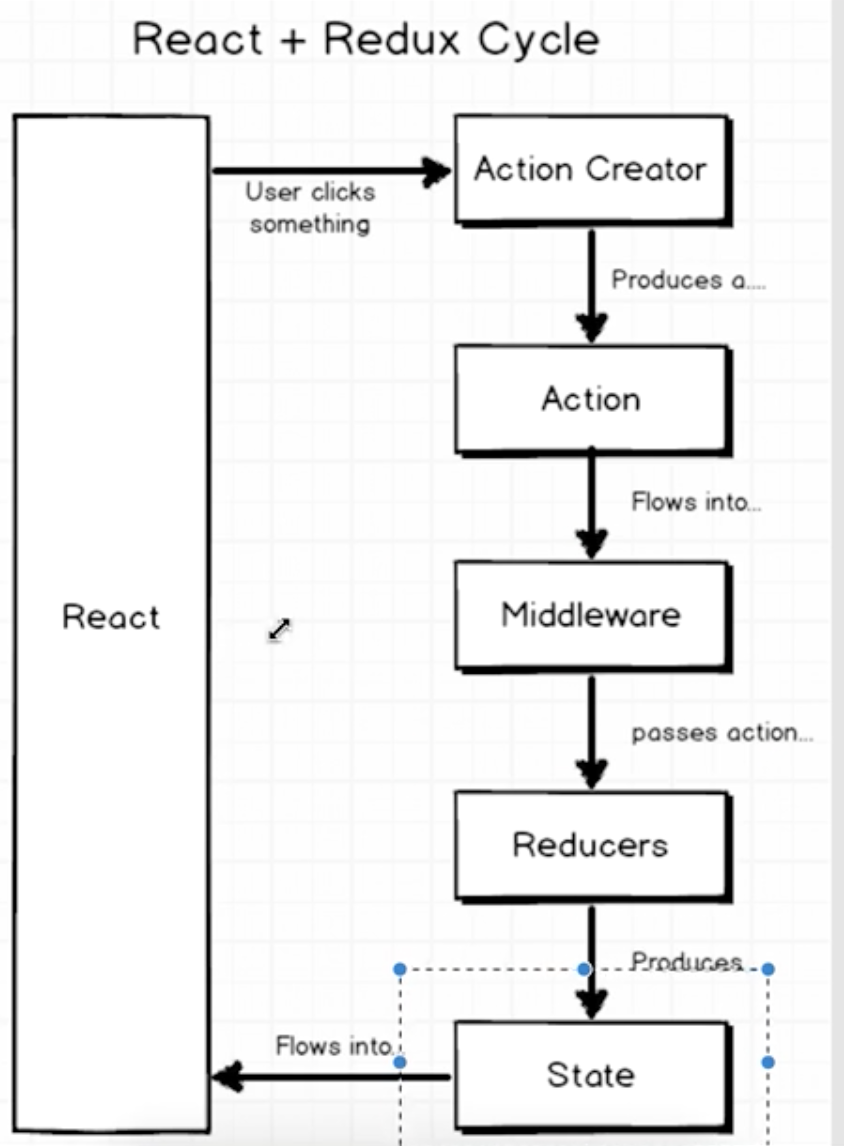 React + Redux Cycle
Action Creator
User clicks
something
Produces a....
Action
Flows into...
React
Middleware
passes action...
Reducers
Produces
Flows into..
State